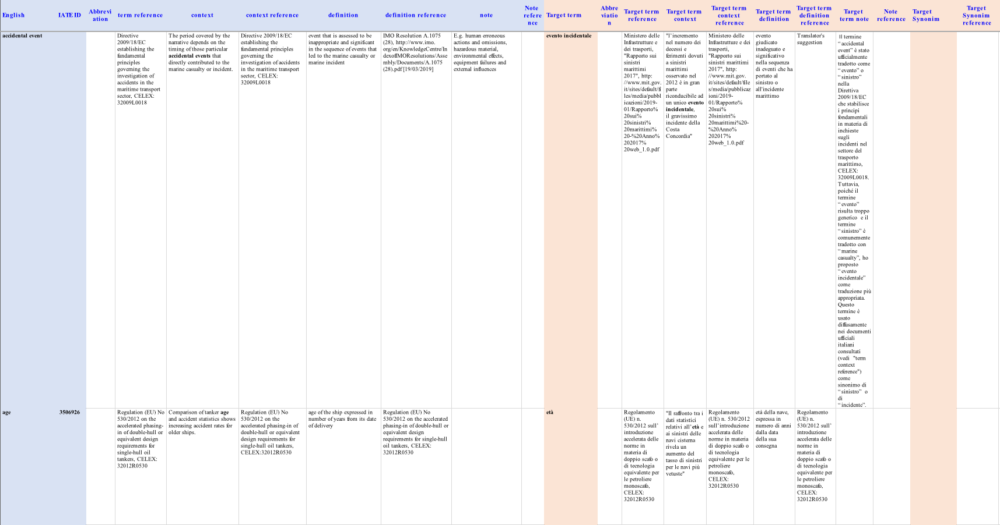 English
IATE ID
Abbrevi
ation
term reference
context
context reference
definition
definition reference
note
Note
refere
nce
Target term
Abbre
viatio
n
Target term
reference
Target term
context
Target term
context
reference
Target term
definition
Target term
definition
reference
Target
term note
Note
reference
Target
Synonim
Target
Synonim
reference
accidental event
Directive
2009/18/EC
establishing the
fundamental
principles
governing the
investigation of
accidents in the
maritime transport
sector, CELEX:
32009L0018
The period covered by the
narrative depends on the
timing of those particular
accidental events that
directly contributed to the
marine casualty or incident.
Directive 2009/18/EC
establishing the
fundamental principles
governing the
investigation of accidents
in the maritime transport
sector, CELEX:
32009L0018
event that is assessed to be
inappropriate and significant
in the sequence of events that
led to the marine casualty or
marine incident
IMO Resolution A.1075
(28), http://www.imo.
org/en/KnowledgeCentre/In
dexofIMOResolutions/Asse
mbly/Documents/A.1075
(28).pdf [19/03/2019]
E.g. human erroneous
actions and omissions,
hazardous material,
environmental effects,
equipment failures and
external influences
evento incidentale
Ministero delle
Infrastrutture e
dei trasporti,
"Rapporto sui
sinistri
marittimi
2017", http:
//www.mit.gov.
it/sites/default/fi
les/media/pubbl
icazioni/2019-
01/Rapporto%
20sui%
20sinistri%
20marittimi%
20-%20Anno%
202017%
20web_1.0.pdf
"l'incremento
nel numero dei
decessi e
ferimenti dovuti
a sinistri
marittimi
osservato nel
2012 è in gran
parte
riconducibile ad
un unico evento
incidentale,
il gravissimo
incidente della
Costa
Concordia"
Ministero delle
Infrastrutture e dei
trasporti,
"Rapporto sui
sinistri marittimi
2017", http:
//www.mit.gov.
it/sites/default/file
s/media/pubblicaz
ioni/2019-
01/Rapporto%
20sui%
20sinistri%
20marittimi%20-
%20Anno%
202017%
20web_1.0.pdf
evento
giudicato
inadeguato e
significativo
nella sequenza
di eventi che ha
portato al
sinistro o
all'incidente
marittimo
Translator's
suggestion
Il termine
“accidental
event” è stato
ufficialmente
tradotto come
“evento” o
“sinistro”
nella
Direttiva
2009/18/EC
che stabilisce
i principi
fondamentali
in materia di
inchieste
sugli
incidenti nel
settore del
trasporto
marittimo,
CELEX:
32009L0018.
Tuttavia,
poiché il
termine
“evento”
risulta troppo
generico e il
termine
“sinistro” è
comunemente
tradotto con
“marine
casualty”, ho
proposto
“evento
incidentale”
come
traduzione più
appropriata.
Questo
termine è
usato
diffusamente
nei documenti
ufficiali
italiani
consultati
(vedi "term
context
reference")
come
sinonimo di
“sinistro” o
di
“incidente”.
age
3506926
Regulation (EU) No
530/2012 on the
accelerated phasing-
in of double-hull or
equivalent design
requirements for
single-hull oil
tankers, CELEX:
32012R0530
Comparison of tanker age
and accident statistics shows
increasing accident rates for
older ships.
Regulation (EU) No
530/2012 on the
accelerated phasing-in of
double-hull or equivalent
design requirements for
single-hull oil tankers,
CELEX:32012R0530
age of the ship expressed in
number of years from its date
of delivery
Regulation (EU) No
530/2012 on the accelerated
phasing-in of double-hull or
equivalent design
requirements for single-hull
oil tankers, CELEX:
32012R0530
età
Regolamento
(UE) n.
530/2012 sull’
introduzione
accelerata delle
norme in
materia di
doppio scafo o
di tecnologia
equivalente per
le petroliere
monoscafo,
CELEX:
32012R0530
"Il raffronto tra i
dati statistici
relativi all’età e
ai sinistri delle
navi cisterna
rivela un
aumento del
tasso di sinistri
per le navi più
vetuste"
Regolamento
(UE) n. 530/2012
sull’introduzione
accelerata delle
norme in materia
di doppio scafo o
di tecnologia
equivalente per le
petroliere
monoscafo,
CELEX:
32012R0530
età della nave,
espressa in
numero di anni
dalla data
della sua
consegna
Regolamento
(UE) n.
530/2012 sull’
introduzione
accelerata delle
norme in
materia di
doppio scafo o
di tecnologia
equivalente per
le petroliere
monoscafo,
CELEX:
32012R0530